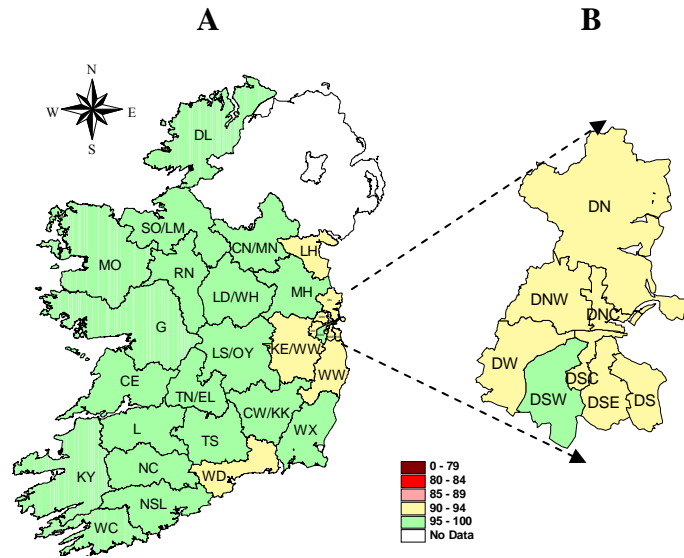 A
B
N
W
E
S
DL
SO/LM
CN/MN
LH
MO
RN
LD/WH
MH
G
LS/OY
KE/WW
WW
CE
TN/EL
CW/KK
L
TS
WX
KY
NC
WD
NSL
WC
DN
DNW
DNC
DW
DSC
DSW
DSE
DS
0 - 79
80 - 84
85 - 89
90 - 94
95 - 100
No Data